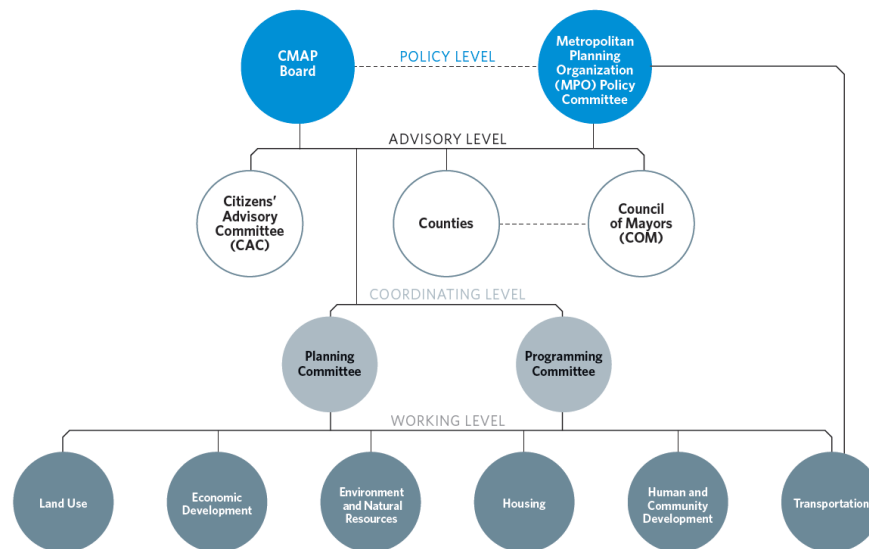 CMAP
Board
POLICY LEVEL
Metropolitan
Planning
Organization
(MPO) Policy
Committee
ADVISORY LEVEL
Citizens’
Advisory
Committee
(CAC)
Counties
Council
of Mayors
(COM)
COORDINATING LEVEL
Planning
Committee
Programming
Committee
WORKING LEVEL
Land Use
Economic
Development
Environment
and Natural
Resources
Housing
Human and
Community
Development
Transportation